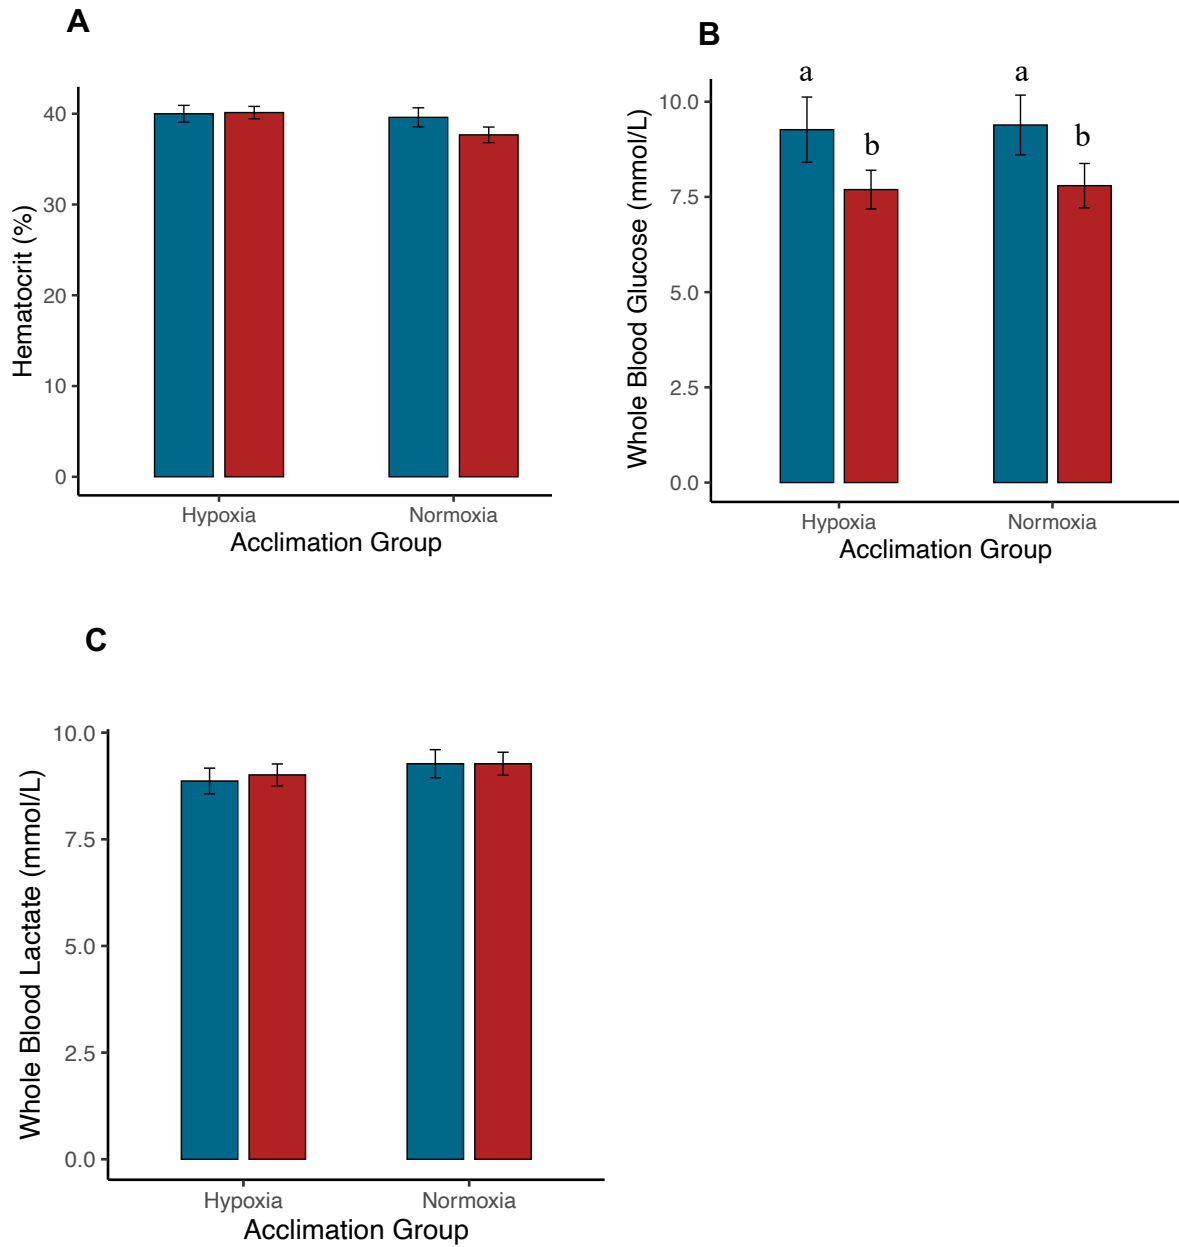 A
Hematocrit (%)
40
30
20
10
0
Hypoxia
Normoxia
Acclimation Group
B
Whole Blood Glucose (mmol/L)
10.0
7.5
5.0
2.5
0.0
a
b
a
b
Hypoxia
Normoxia
Acclimation Group
C
Whole Blood Lactate (mmol/L)
10.0
7.5
5.0
2.5
0.0
Hypoxia
Normoxia
Acclimation Group